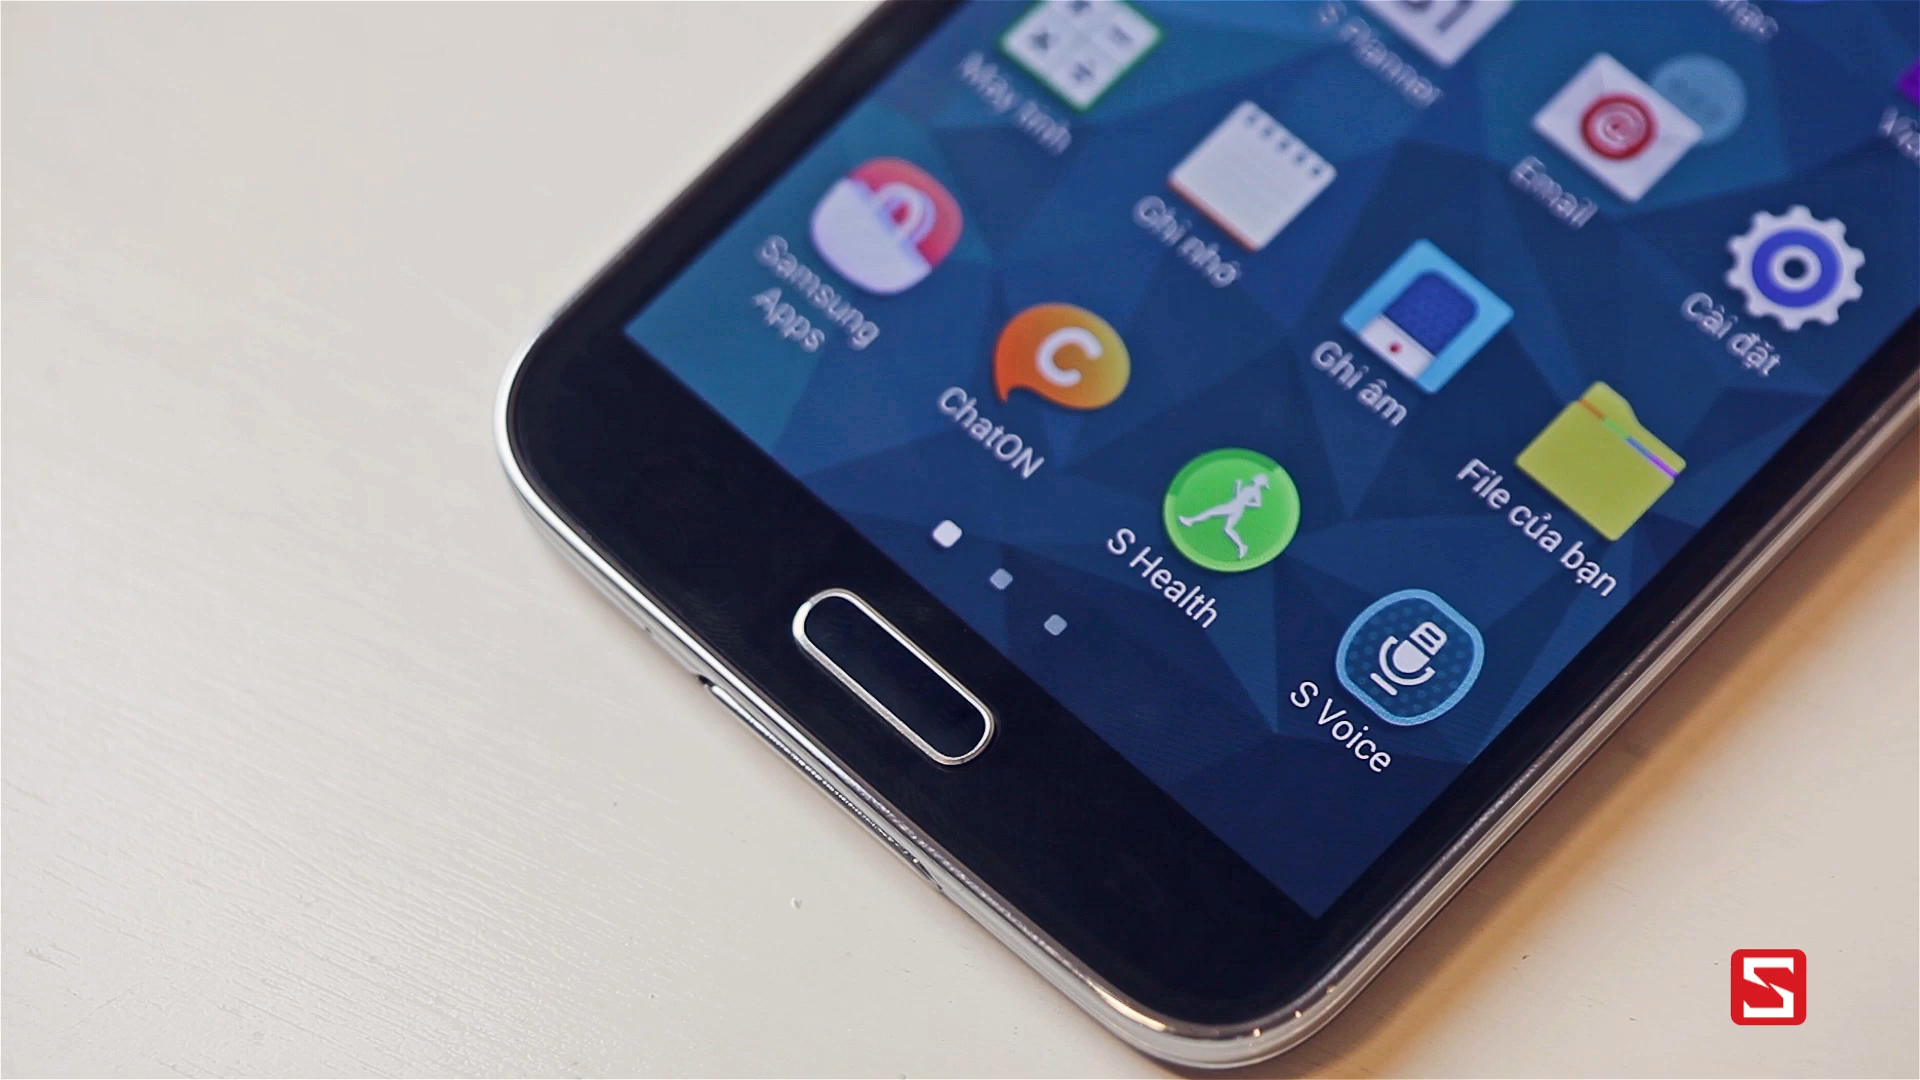 S Planner
Máy tính
Ghi nhớ
Email
Samsung
Apps
ChatON
Ghi âm
Cài đặt
S Health
File của bạn
S Voice